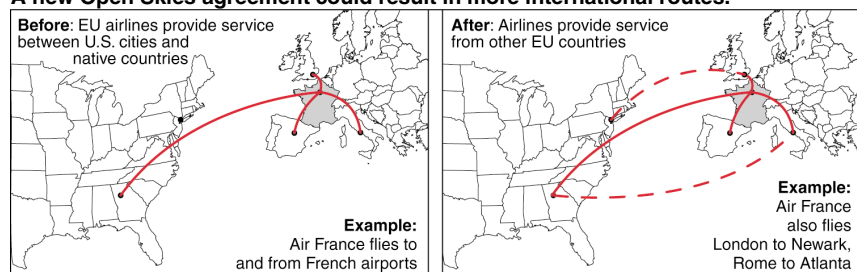 A new Open Skies agreement could result in more international routes.
Before: EU airlines provide service
between U.S. cities and
native countries
Example:
Air France flies to
and from French airports
After: Airlines provide service
from other EU countries
Example:
Air France
also flies
London to Newark,
Rome to Atlanta